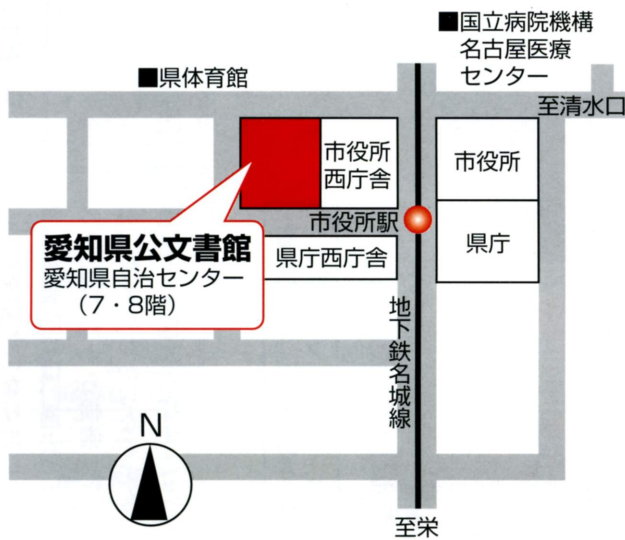 ■国立病院機構
名古屋医療
センター
■県体育館
至清水口
市役所
西庁舎
市役所
市役所駅
愛知県公文書館
愛知県自治センター
（7・8階）
県庁西庁舎
県庁
地下鉄名城線
N
至栄